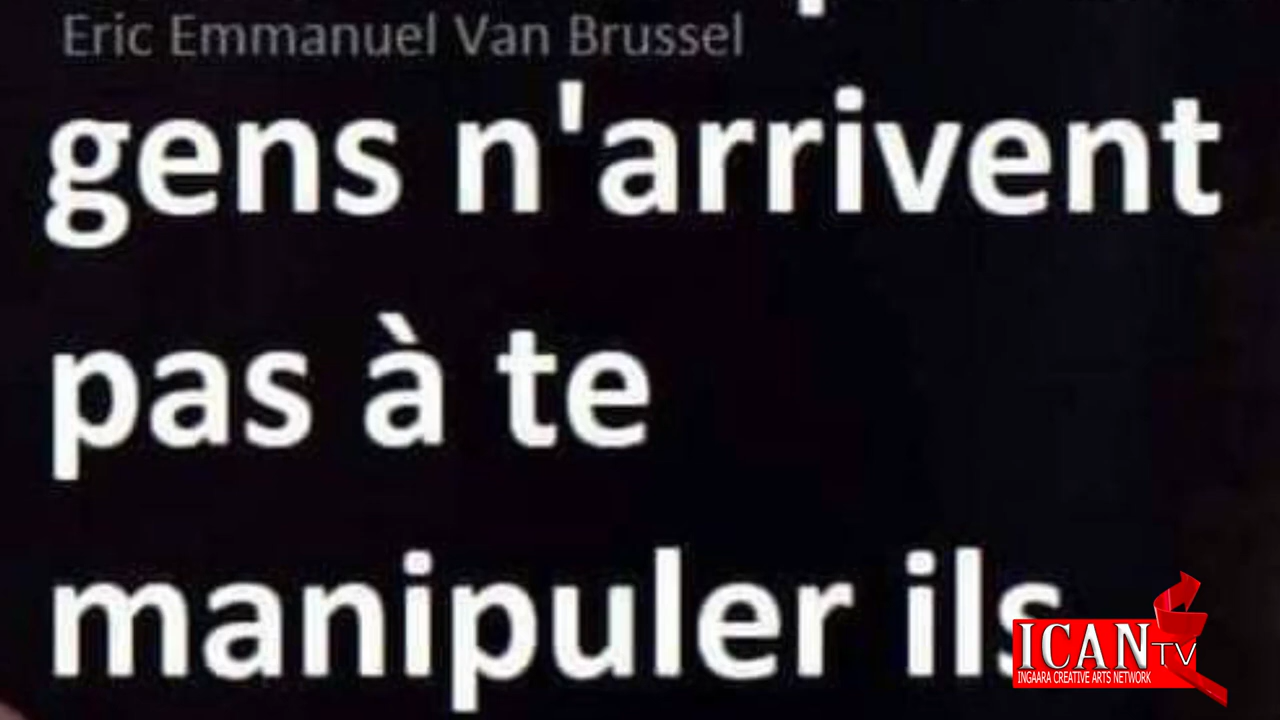 Eric Emmanuel Van Brussel
gens n'arrivent
pas à te
manipuler ils
ICAN TV
INGAARA CREATIVE ARTS NETWORK